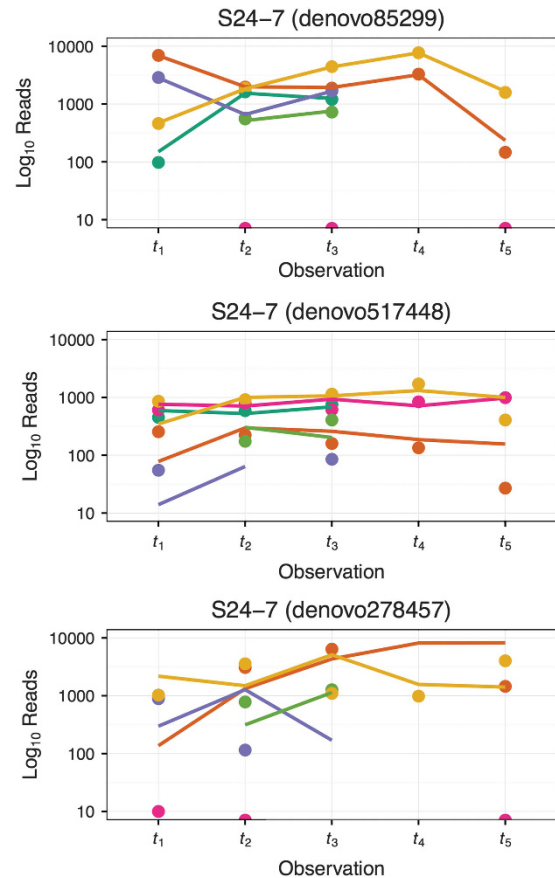 S24−7 (denovo85299)
10000
1000
100
10
Log₁₀ Reads
t₁ t₂ t₃ t₄ t₅
Observation
S24−7 (denovo517448)
10000
1000
100
10
Log₁₀ Reads
t₁ t₂ t₃ t₄ t₅
Observation
S24−7 (denovo278457)
10000
1000
100
10
Log₁₀ Reads
t₁ t₂ t₃ t₄ t₅
Observation